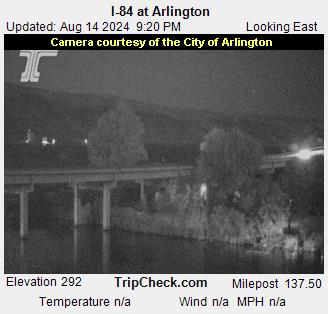 I-84 at Arlington
Updated: Aug 14 2024 9:20 PM Looking East
Camera courtesy of the City of Arlington
Elevation 292 TripCheck.com Milepost 137.50
Temperature n/a Wind n/a MPH n/a